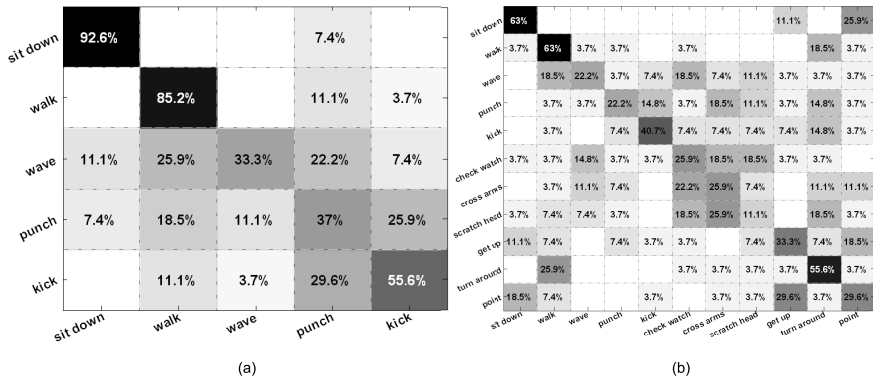 sit down 92.6% 7.4%
walk 85.2% 11.1% 3.7%
wave 11.1% 25.9% 33.3% 22.2% 7.4%
punch 7.4% 18.5% 11.1% 37% 25.9%
kick 11.1% 3.7% 29.6% 55.6%
sit down walk wave punch kick
(a)
sit down 63% 11.1% 25.9%
walk 3.7% 63% 3.7% 3.7% 3.7% 18.5% 3.7%
wave 18.5% 22.2% 3.7% 7.4% 18.5% 7.4% 11.1% 3.7% 3.7% 3.7%
punch 3.7% 3.7% 22.2% 14.8% 3.7% 18.5% 11.1% 3.7% 14.8% 3.7%
kick 3.7% 7.4% 40.7% 7.4% 7.4% 7.4% 7.4% 14.8% 3.7%
check watch 3.7% 3.7% 14.8% 3.7% 3.7% 25.9% 18.5% 18.5% 3.7% 3.7%
cross arms 3.7% 11.1% 7.4% 22.2% 25.9% 7.4% 11.1% 11.1%
scratch head 3.7% 7.4% 7.4% 3.7% 18.5% 25.9% 11.1% 18.5% 3.7%
get up 11.1% 7.4% 7.4% 3.7% 7.4% 33.3% 7.4% 18.5%
turn around 25.9% 3.7% 3.7% 3.7% 3.7% 55.6% 3.7%
point 18.5% 7.4% 3.7% 3.7% 3.7% 29.6% 3.7% 29.6%
sit down walk wave punch kick check watch cross arms scratch head get up turn around point
(b)